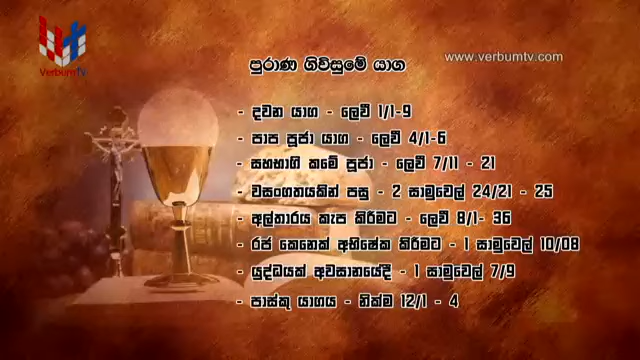 VerbumTv
www.verbumtv.com
පුරාණ ගිවිසුමේ යාග
- දවන යාග - ලෙවී 1/1-9
- පාප පූජා යාග - ලෙවී 4/1-6
- සහභාගි කමේ පූජා - ලෙවී 7/11 - 21
- වසංගතයකින් පසු - 2 සාමුවෙල් 24/21 - 25
- අල්තාරය කැප කිරීමට - ලෙවී 8/1- 36
- රජ කෙනෙක් අභිෂේක කිරීමට - 1 සාමුවෙල් 10/08
- යුද්ධයක් අවසානයේදී - 1 සාමුවෙල් 7/9
- පාස්කු යාගය - නික්ම 12/1 - 4